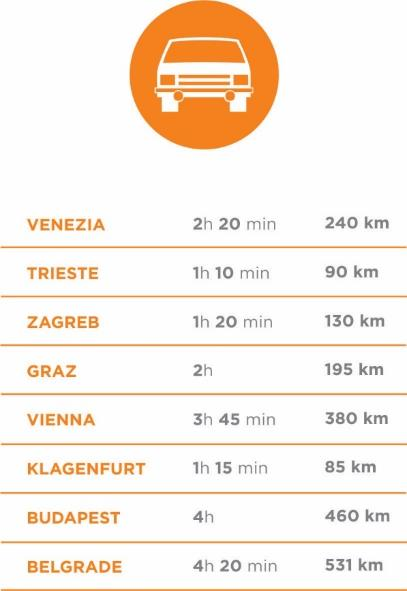 VENEZIA 2h 20 min 240 km
TRIESTE 1h 10 min 90 km
ZAGREB 1h 20 min 130 km
GRAZ 2h 195 km
VIENNA 3h 45 min 380 km
KLAGENFURT 1h 15 min 85 km
BUDAPEST 4h 460 km
BELGRADE 4h 20 min 531 km